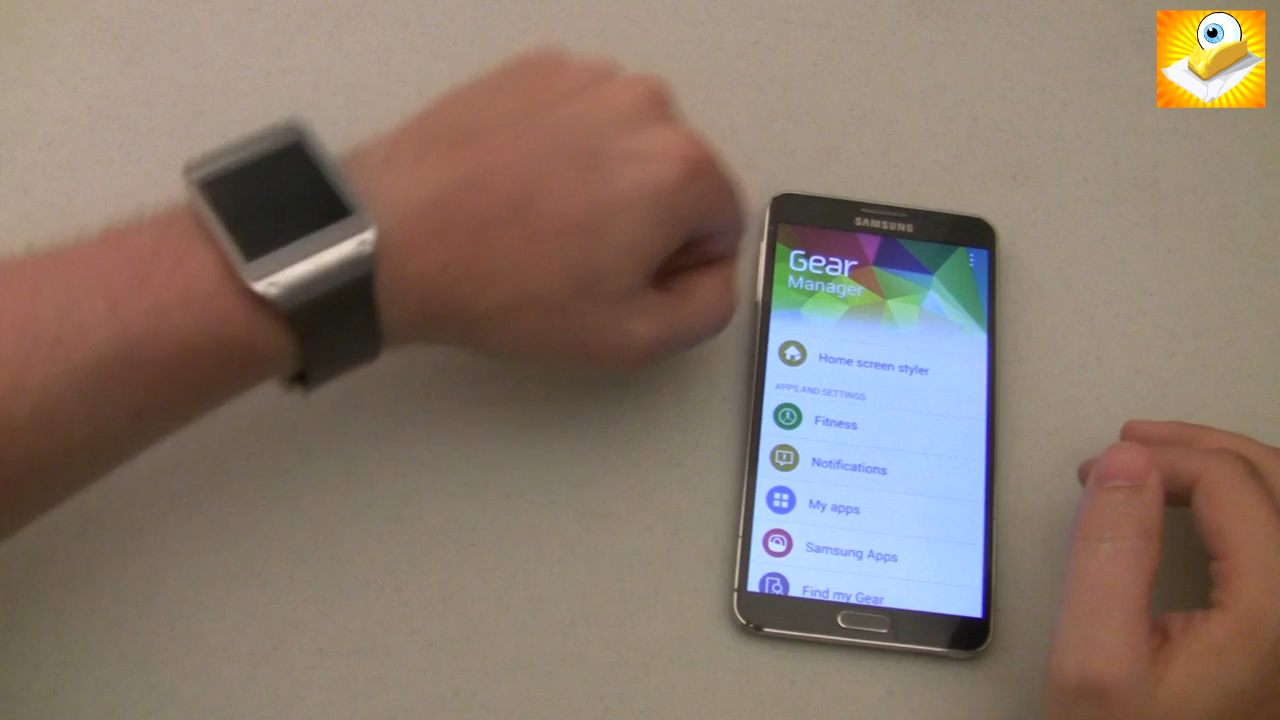 SAMSUNG
Gear
Manager
Home screen styler
APPS AND SETTINGS
Fitness
Notifications
My apps
Samsung Apps
Find my Gear